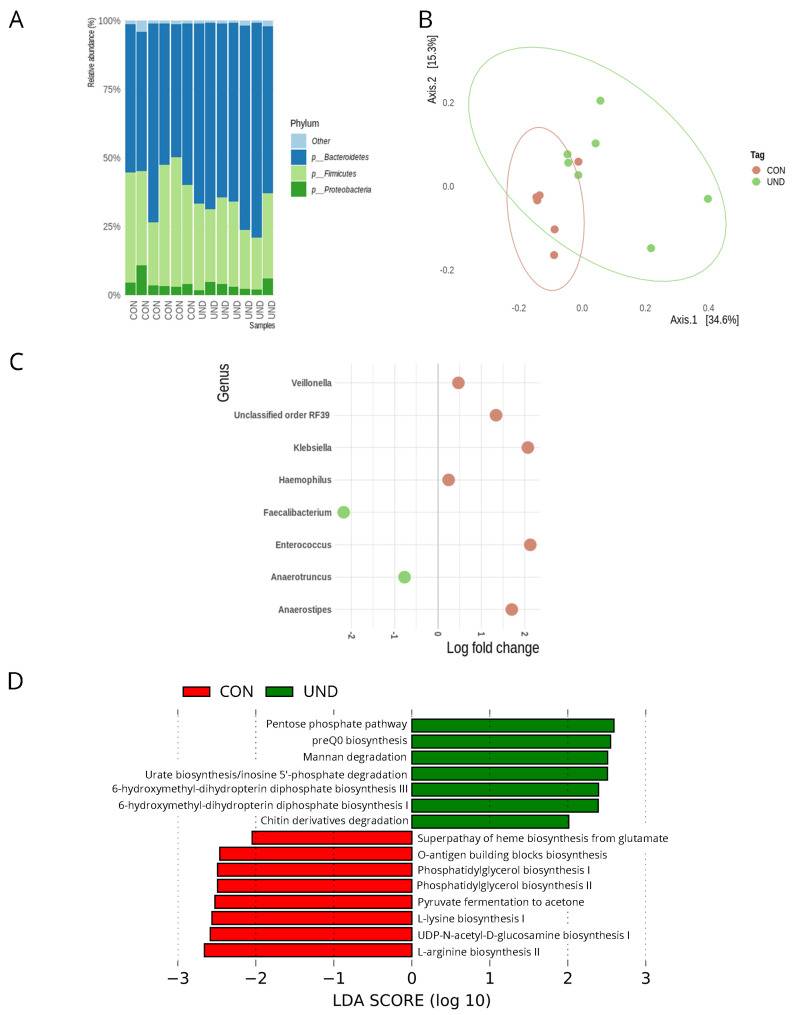 A
Relative abundance (%)
100%
75%
50%
25%
0%
CON
CON
CON
CON
CON
CON
UND
UND
UND
UND
UND
UND
UND
Samples
Phylum
Other
p__Bacteroidetes
p__Firmicutes
p__Proteobacteria
B
Axis.2 [15.3%]
0.2
0.0
-0.2
-0.2
0.0
0.2
0.4
Axis.1 [34.6%]
Tag
CON
UND
C
Genus
Veillonella
Unclassified order RF39
Klebsiella
Haemophilus
Faecalibacterium
Enterococcus
Anaerotruncus
Anaerostipes
-2
-1
0
1
2
Log fold change
D
CON UND
Pentose phosphate pathway
preQ0 biosynthesis
Mannan degradation
Urate biosynthesis/inosine 5'-phosphate degradation
6-hydroxymethyl-dihydropterin diphosphate biosynthesis III
6-hydroxymethyl-dihydropterin diphosphate biosynthesis I
Chitin derivatives degradation
Superpathay of heme biosynthesis from glutamate
O-antigen building blocks biosynthesis
Phosphatidylglycerol biosynthesis I
Phosphatidylglycerol biosynthesis II
Pyruvate fermentation to acetone
L-lysine biosynthesis I
UDP-N-acetyl-D-glucosamine biosynthesis I
L-arginine biosynthesis II
−3 −2 −1 0 1 2 3
LDA SCORE (log 10)